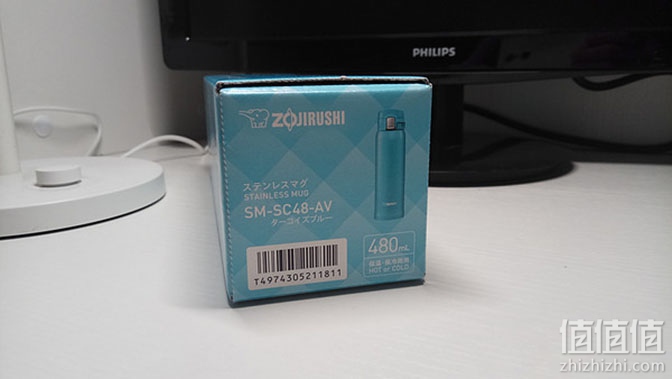 PHILIPS
ZOJIRUSHI
ステンレスマグ
STAINLESS MUG
SM-SC48-AV
ターコイズブルー
T4974305211811
480mL
保温・保冷両用
HOT or COLD
值值值
zhizhizhi.com